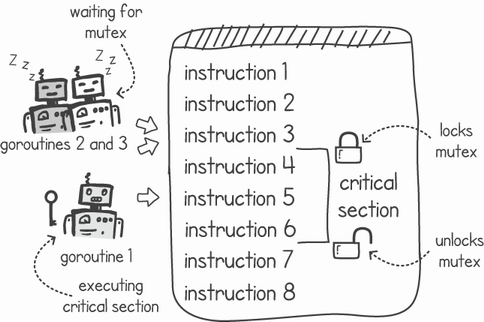 waiting for
mutex
Z z z
Z z z
goroutines 2 and 3
goroutine 1
executing
critical section
instruction 1
instruction 2
instruction 3
instruction 4
instruction 5
instruction 6
instruction 7
instruction 8
critical
section
locks
mutex
unlocks
mutex